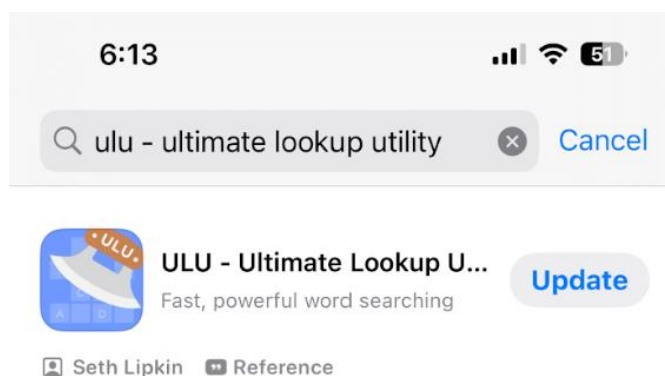 6:13
51
ulu - ultimate lookup utility
Cancel
ULU
ULU - Ultimate Lookup U...
Update
Fast, powerful word searching
Seth Lipkin
Reference